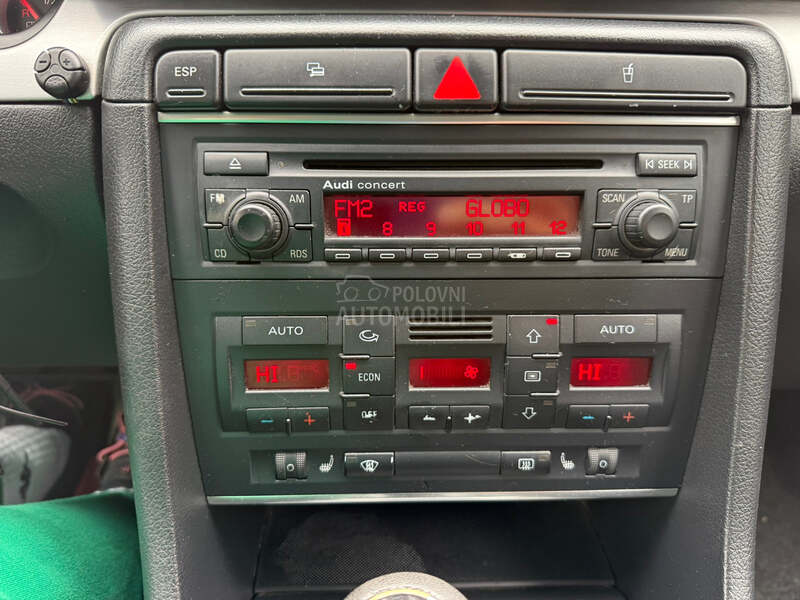 ESP
Audi concert
SEEK
FM AM
CD RDS
SCAN TP
TONE MENU
FM2 REG GLOBO
7 8 9 10 11 12
POLOVNI
AUTOMOBILI
AUTO
AUTO
HI
ECON
HI
OFF